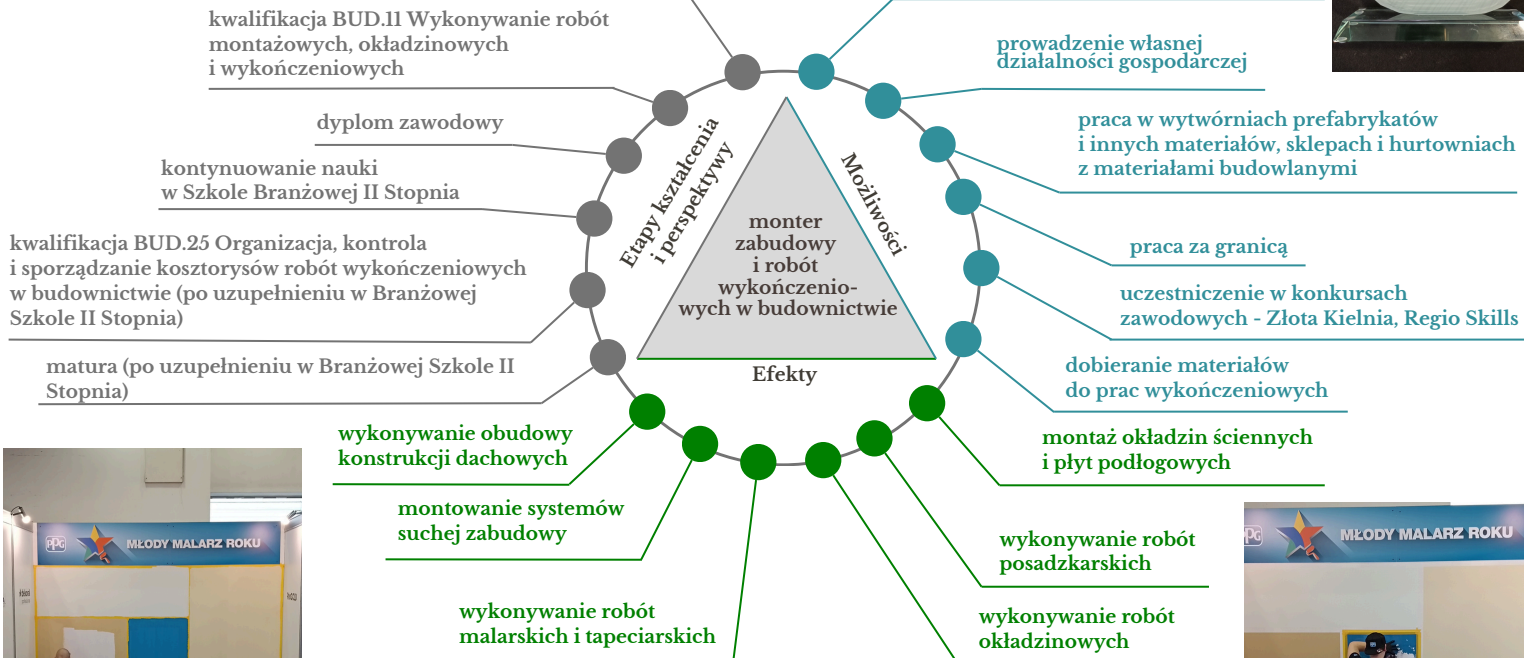 kwalifikacja BUD.11 Wykonywanie robót
montażowych, okładzinowych
i wykończeniowych
dyplom zawodowy
kontynuowanie nauki
w Szkole Branżowej II Stopnia
kwalifikacja BUD.25 Organizacja, kontrola
i sporządzanie kosztorysów robót wykończeniowych
w budownictwie (po uzupełnieniu w Branżowej
Szkole II Stopnia)
matura (po uzupełnieniu w Branżowej Szkole II
Stopnia)
Etapy kształcenia
i perspektywy
monter
zabudowy
i robót
wykończenio-
wych w budownictwie
Możliwości
Efekty
prowadzenie własnej
działalności gospodarczej
praca w wytwórniach prefabrykatów
i innych materiałów, sklepach i hurtowniach
z materiałami budowlanymi
praca za granicą
uczestniczenie w konkursach
zawodowych - Złota Kielnia, Regio Skills
dobieranie materiałów
do prac wykończeniowych
wykonywanie obudowy
konstrukcji dachowych
montowanie systemów
suchej zabudowy
wykonywanie robót
malarskich i tapeciarskich
montaż okładzin ściennych
i płyt podłogowych
wykonywanie robót
posadzkarskich
wykonywanie robót
okładzinowych
PPG MŁODY MALARZ ROKU
PPG MŁODY MALARZ ROKU